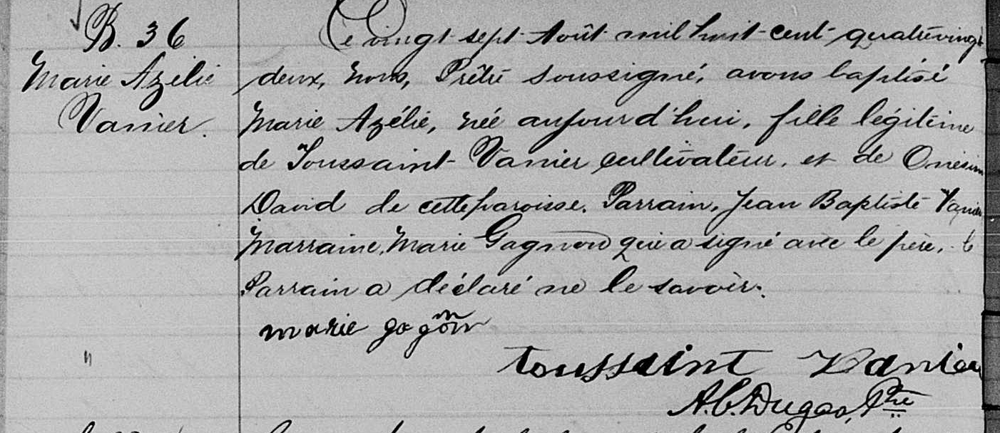 B. 36
Marie Azélie
Vanier.
Ce vingt-sept Août mil huit-cent-quatrevingt
deux, nous, Prêtre soussigné, avons baptisé
Marie Azélie, née aujourd'hui, fille légitime
de Toussaint Vanier cultivateur, et de Onésim
David de cette paroisse. Parrain, Jean Baptiste Vanier
Marraine, Marie Gagnon qui a signé avec le père, le
Parrain a déclaré ne le savoir.
marie gagnon
toussaint Vanier
A.C. Dugas, Ptre